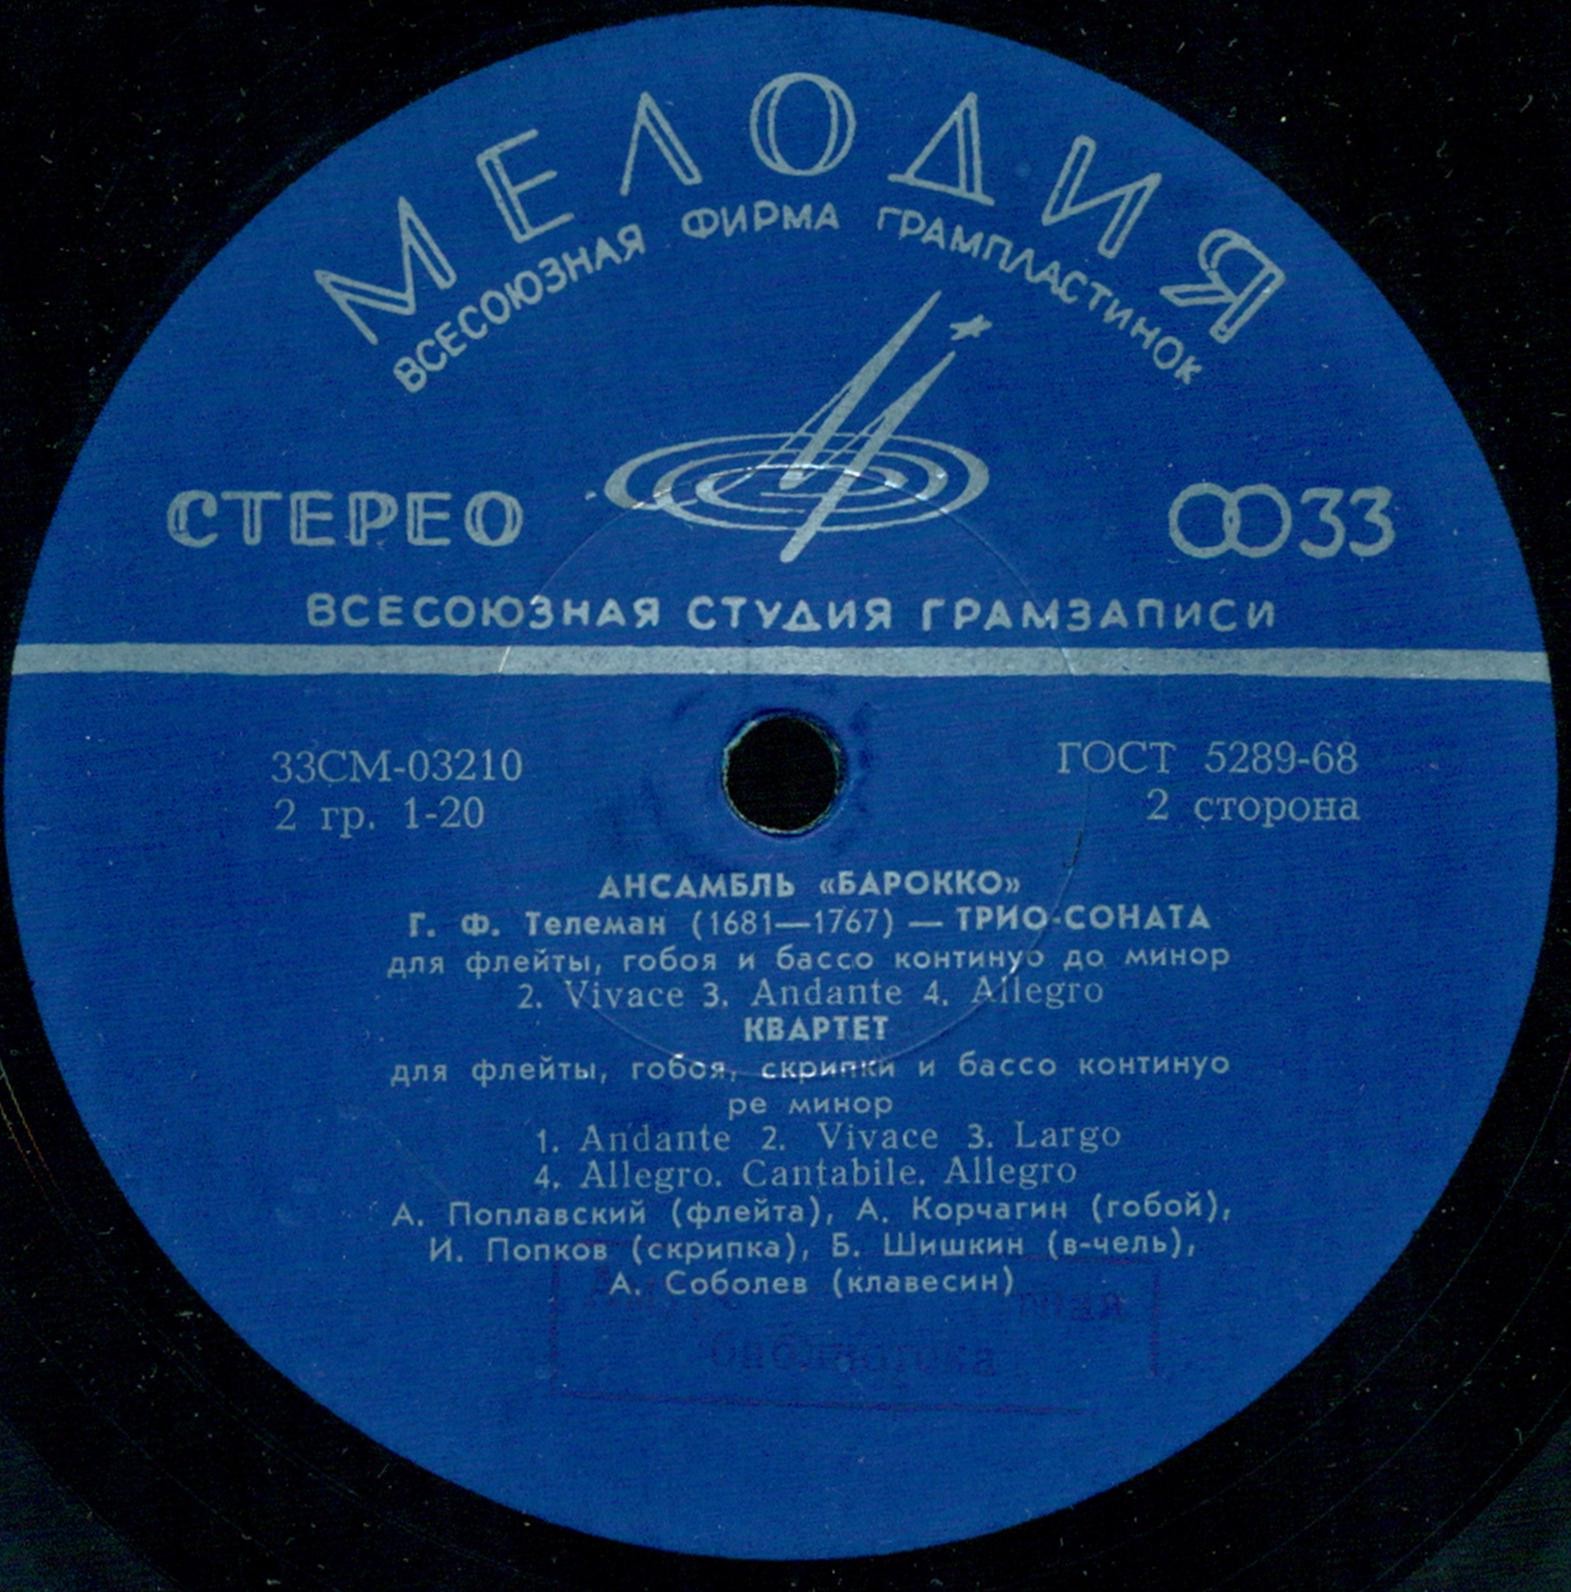 МЕЛОДИЯ
ВСЕСОЮЗНАЯ ФИРМА ГРАМПЛАСТИНОК
СТЕРЕО
33
ВСЕСОЮЗНАЯ СТУДИЯ ГРАМЗАПИСИ
33СМ-03210
ГОСТ 5289-68
2 гр. 1-20
2 сторона
АНСАМБЛЬ «БАРОККО»
Г. Ф. Телеман (1681—1767) — ТРИО-СОНАТА
для флейты, гобоя и бассо континуо до минор
2. Vivace 3. Andante 4. Allegro
КВАРТЕТ
для флейты, гобоя, скрипки и бассо континуо
ре минор
1. Andante 2. Vivace 3. Largo
4. Allegro. Cantabile. Allegro
А. Поплавский (флейта), А. Корчагин (гобой),
И. Попков (скрипка), Б. Шишкин (в-чель),
А. Соболев (клавесин)